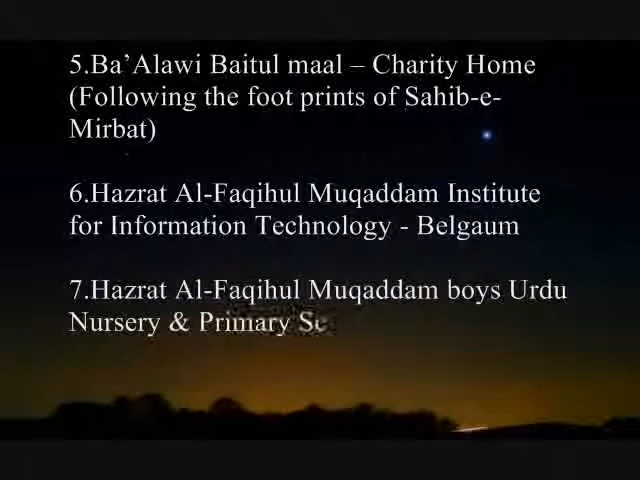 5.Ba’Alawi Baitul maal – Charity Home
(Following the foot prints of Sahib-e-
Mirbat)
6.Hazrat Al-Faqihul Muqaddam Institute
for Information Technology - Belgaum
7.Hazrat Al-Faqihul Muqaddam boys Urdu
Nursery & Primary Sc